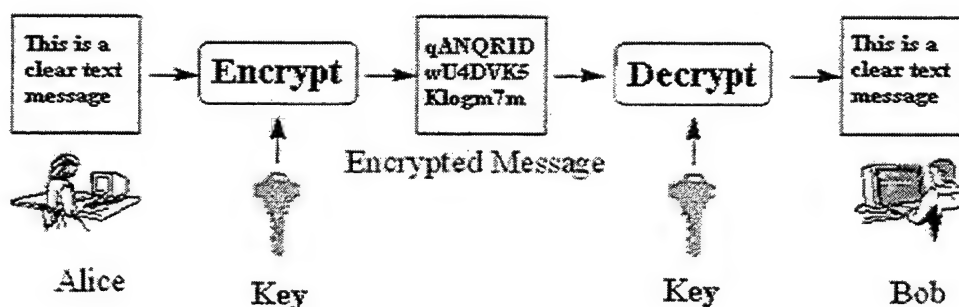 This is a
clear text
message
Encrypt
qANQR1D
wU4DVK5
Klogm7m
Decrypt
This is a
clear text
message
Encrypted Message
Alice
Key
Key
Bob